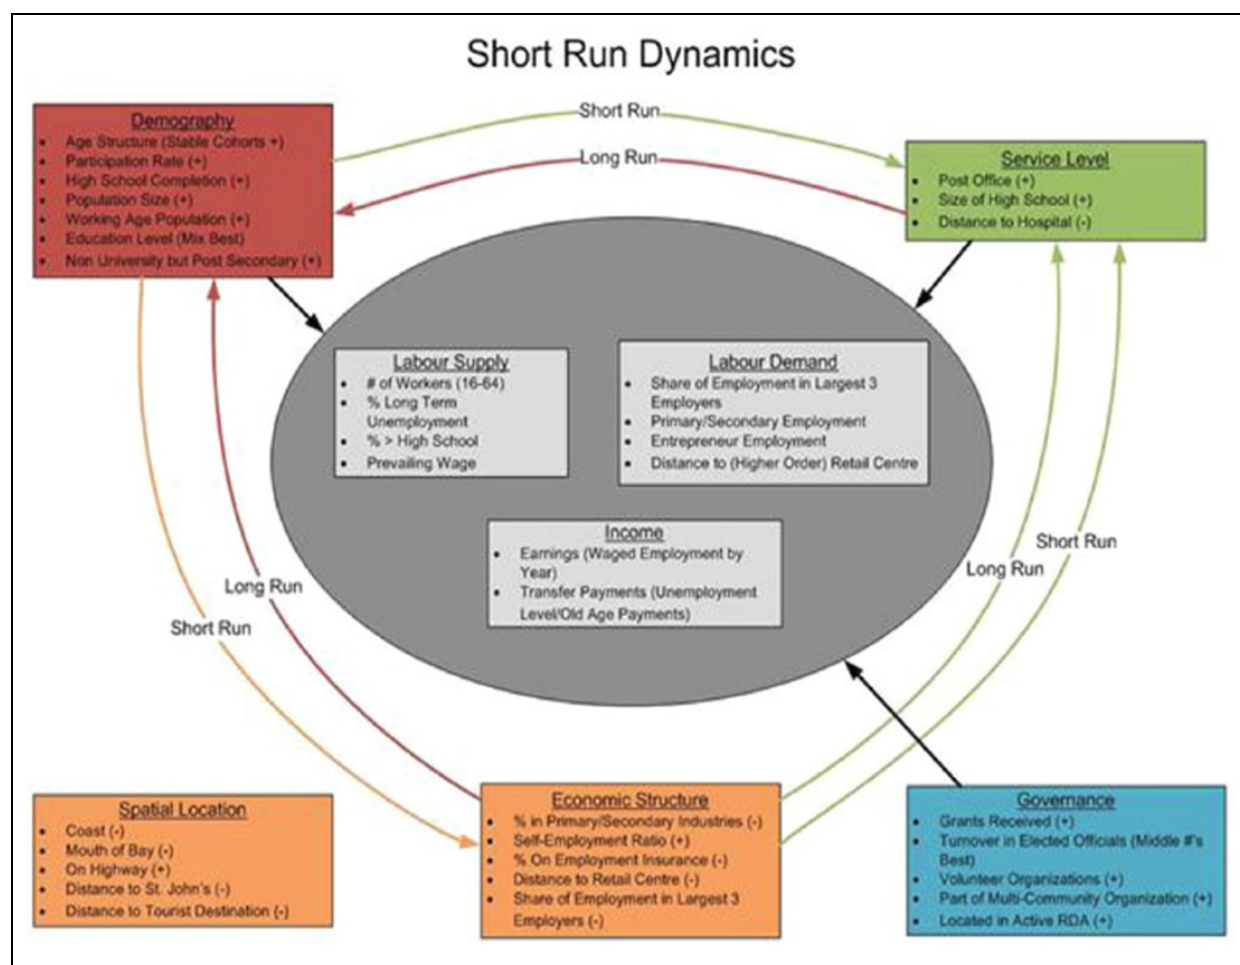 Short Run Dynamics
Demography
• Age Structure (Stable Cohorts +)
• Participation Rate (+)
• High School Completion (+)
• Population Size (+)
• Working Age Population (+)
• Education Level (Mix Best)
• Non University but Post Secondary (+)
Short Run
Long Run
Service Level
• Post Office (+)
• Size of High School (+)
• Distance to Hospital (-)
Labour Supply
• # of Workers (16-64)
• % Long Term
Unemployment
• % > High School
• Prevailing Wage
Labour Demand
• Share of Employment in Largest 3
Employers
• Primary/Secondary Employment
• Entrepreneur Employment
• Distance to (Higher Order) Retail Centre
Income
• Earnings (Waged Employment by
Year)
• Transfer Payments (Unemployment
Level/Old Age Payments)
Long Run
Short Run
Long Run
Short Run
Spatial Location
• Coast (-)
• Mouth of Bay (-)
• On Highway (+)
• Distance to St. John's (-)
• Distance to Tourist Destination (-)
Economic Structure
• % in Primary/Secondary Industries (-)
• Self-Employment Ratio (+)
• % On Employment Insurance (-)
• Distance to Retail Centre (-)
• Share of Employment in Largest 3
Employers (-)
Governance
• Grants Received (+)
• Turnover in Elected Officials (Middle #'s
Best)
• Volunteer Organizations (+)
• Part of Multi-Community Organization (+)
• Located in Active RDA (+)